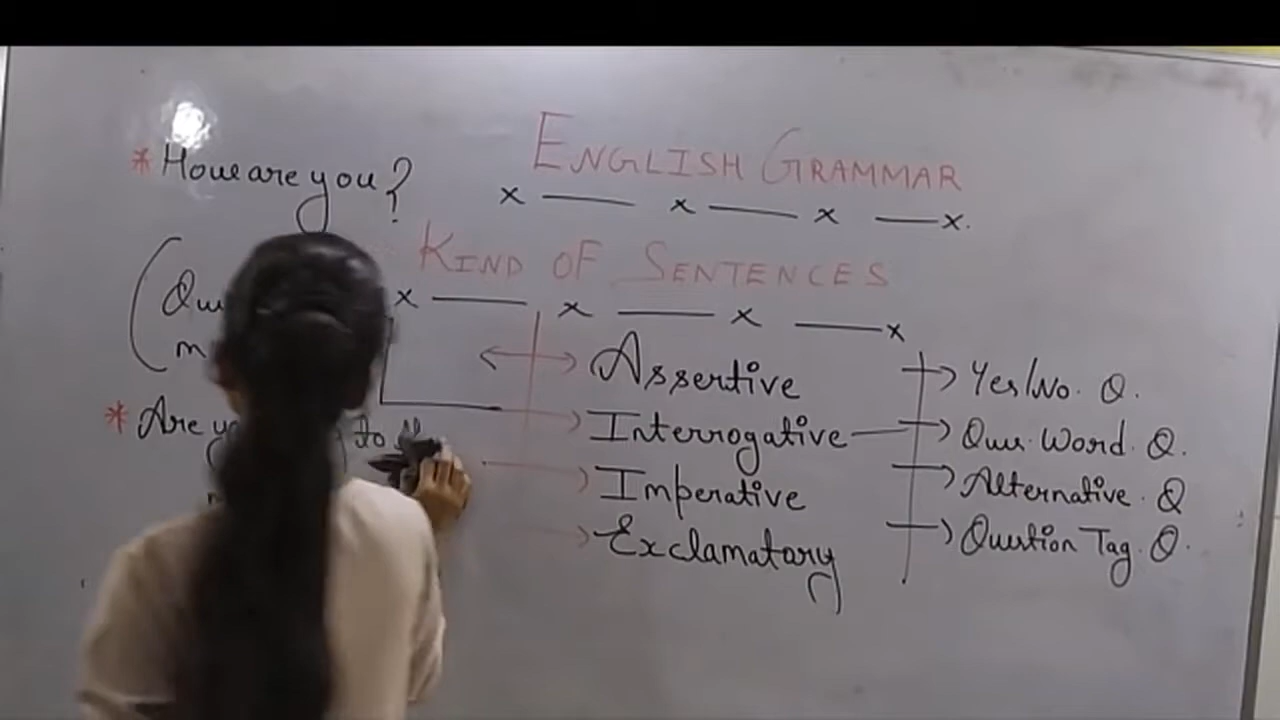 ENGLISH GRAMMAR
* How are you?
x — x — x — x.
KIND OF SENTENCES
x — x — x — x
Assertive
Interrogative
Imperative
Exclamatory
Yes/No. Q.
Que. Word. Q.
Alternative. Q
Question Tag. Q.
* Are
to